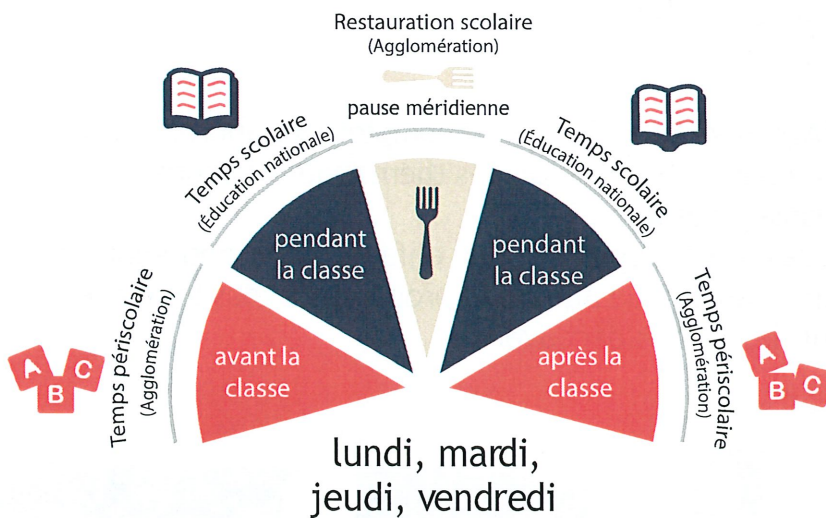 Restauration scolaire
(Agglomération)
pause méridienne
Temps scolaire
(Éducation nationale)
Temps scolaire
(Éducation nationale)
pendant
la classe
pendant
la classe
Temps périscolaire
(Agglomération)
A
B
C
avant la
classe
après la
classe
Temps périscolaire
(Agglomération)
A
B
C
lundi, mardi,
jeudi, vendredi